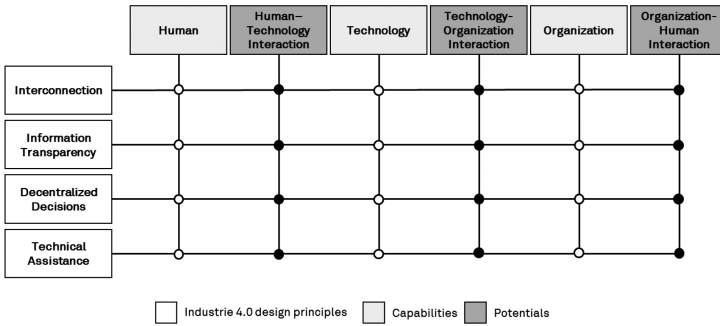 Human
Human–
Technology
Interaction
Technology
Technology-
Organization
Interaction
Organization
Organization-
Human
Interaction
Interconnection
Information
Transparency
Decentralized
Decisions
Technical
Assistance
Industrie 4.0 design principles
Capabilities
Potentials